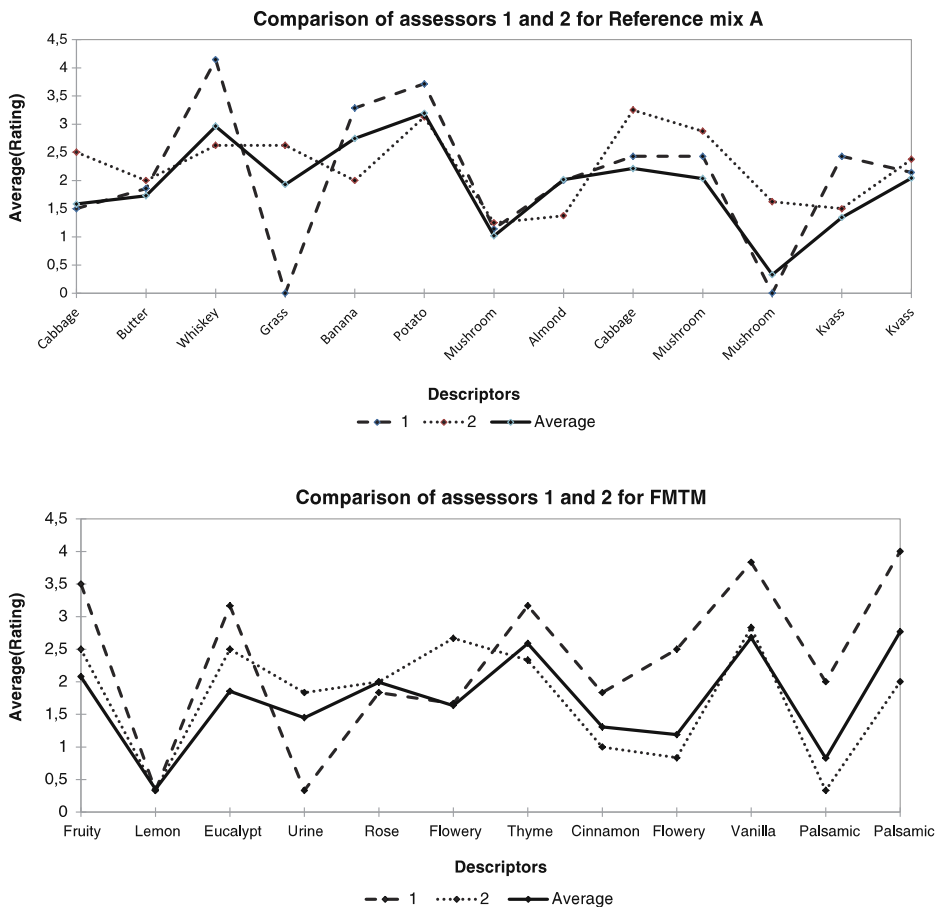 Comparison of assessors 1 and 2 for Reference mix A
4,5
4
3,5
3
2,5
2
1,5
1
0,5
0
Average(Rating)
Cabbage Butter Whiskey Grass Banana Potato Mushroom Almond Cabbage Mushroom Mushroom Kvass Kvass
Descriptors
1 2 Average
Comparison of assessors 1 and 2 for FMTM
4,5
4
3,5
3
2,5
2
1,5
1
0,5
0
Average(Rating)
Fruity Lemon Eucalypt Urine Rose Flowery Thyme Cinnamon Flowery Vanilla Palsamic Palsamic
Descriptors
1 2 Average